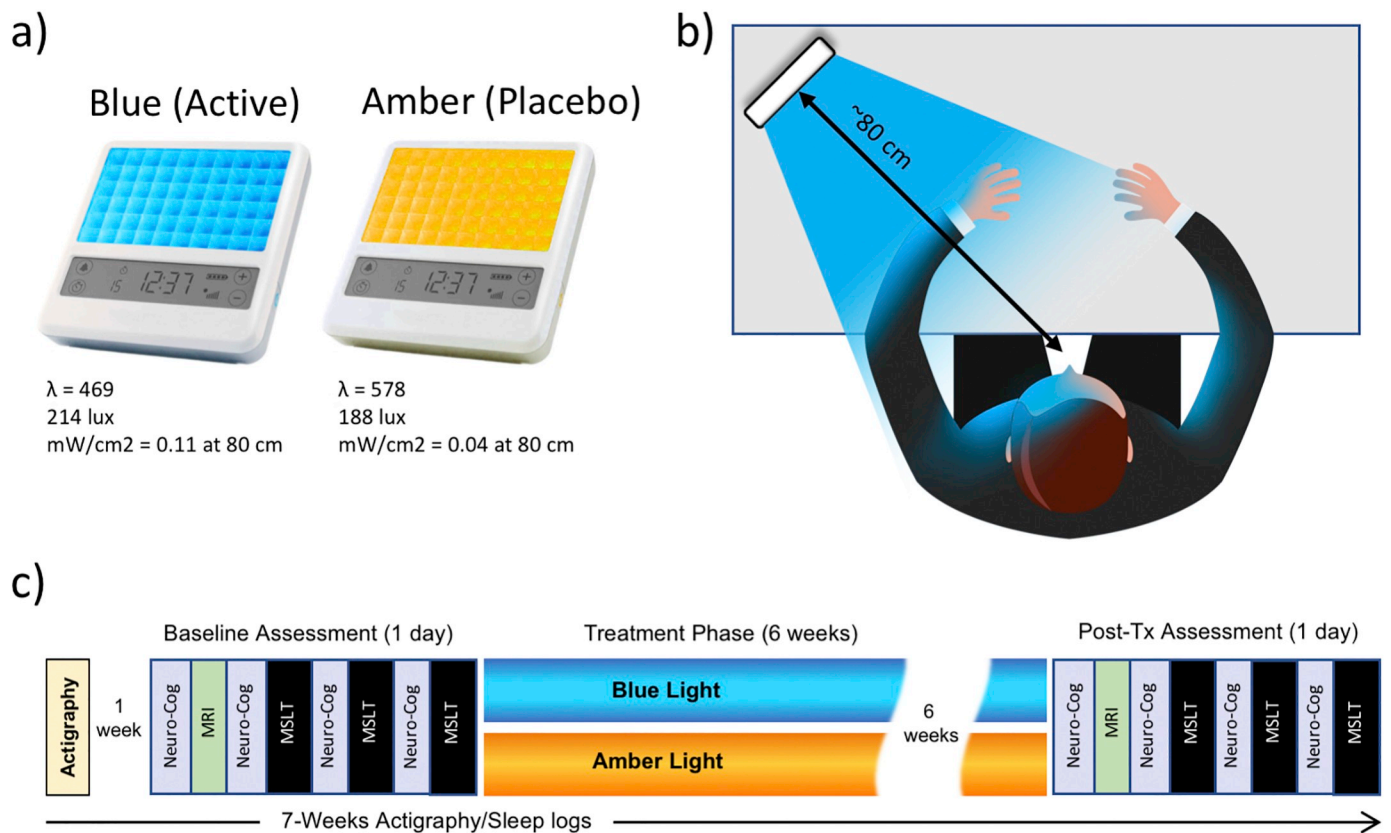 a)
Blue (Active)
Amber (Placebo)
12:37
15
12:37
15
λ = 469
214 lux
mW/cm2 = 0.11 at 80 cm
λ = 578
188 lux
mW/cm2 = 0.04 at 80 cm
b)
~80 cm
c)
Baseline Assessment (1 day)
Treatment Phase (6 weeks)
Post-Tx Assessment (1 day)
Actigraphy
1
week
Neuro-Cog
MRI
Neuro-Cog
MSLT
Neuro-Cog
MSLT
Neuro-Cog
MSLT
Blue Light
Amber Light
6
weeks
Neuro-Cog
MRI
Neuro-Cog
MSLT
Neuro-Cog
MSLT
Neuro-Cog
MSLT
7-Weeks Actigraphy/Sleep logs